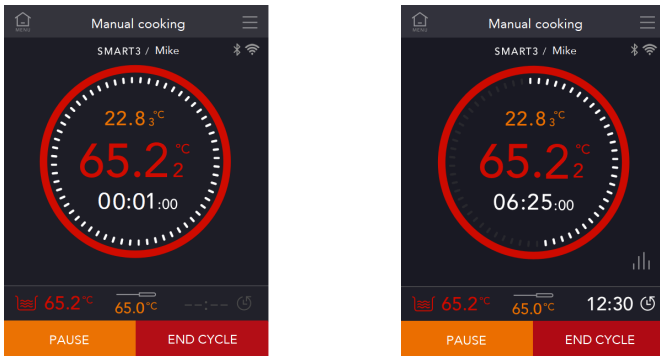 Manual cooking
MENU
SMART3 / Mike
22.83°C
65.22°C
00:01:00
65.2°C
65.0°C
--:--
PAUSE
END CYCLE
Manual cooking
MENU
SMART3 / Mike
22.83°C
65.22°C
06:25:00
65.2°C
65.0°C
12:30
PAUSE
END CYCLE